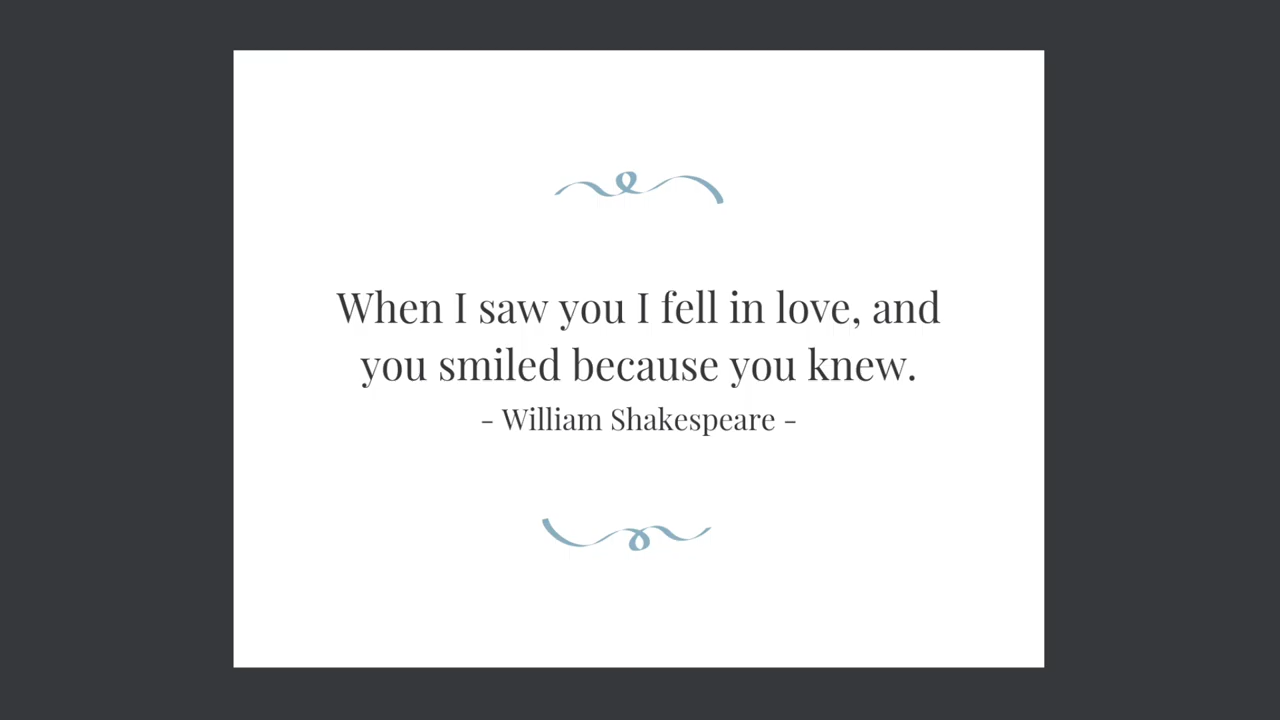 When I saw you I fell in love, and
you smiled because you knew.
- William Shakespeare -